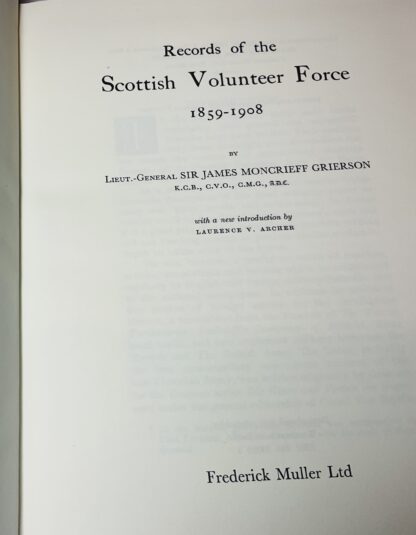 Records of the
Scottish Volunteer Force
1859-1908
BY
LIEUT.-GENERAL SIR JAMES MONCRIEFF GRIERSON
K.C.B., C.V.O., C.M.G., A.D.C.
with a new introduction by
LAURENCE V. ARCHER
Frederick Muller Ltd